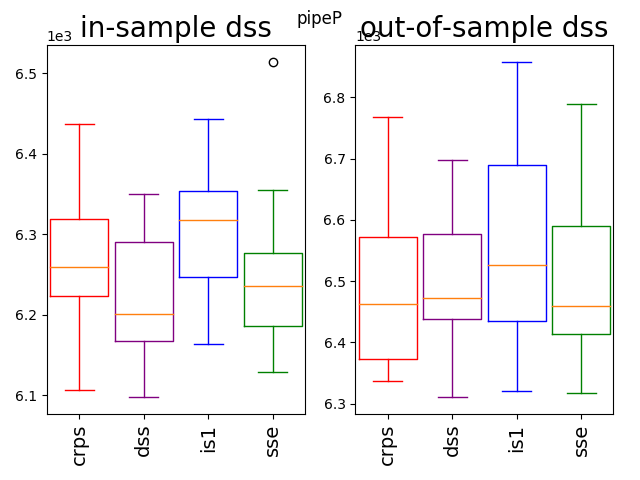 pipeP
in-sample dss
1e3
6.5
6.4
6.3
6.2
6.1
crps
dss
is1
sse
out-of-sample dss
1e3
6.8
6.7
6.6
6.5
6.4
6.3
crps
dss
is1
sse